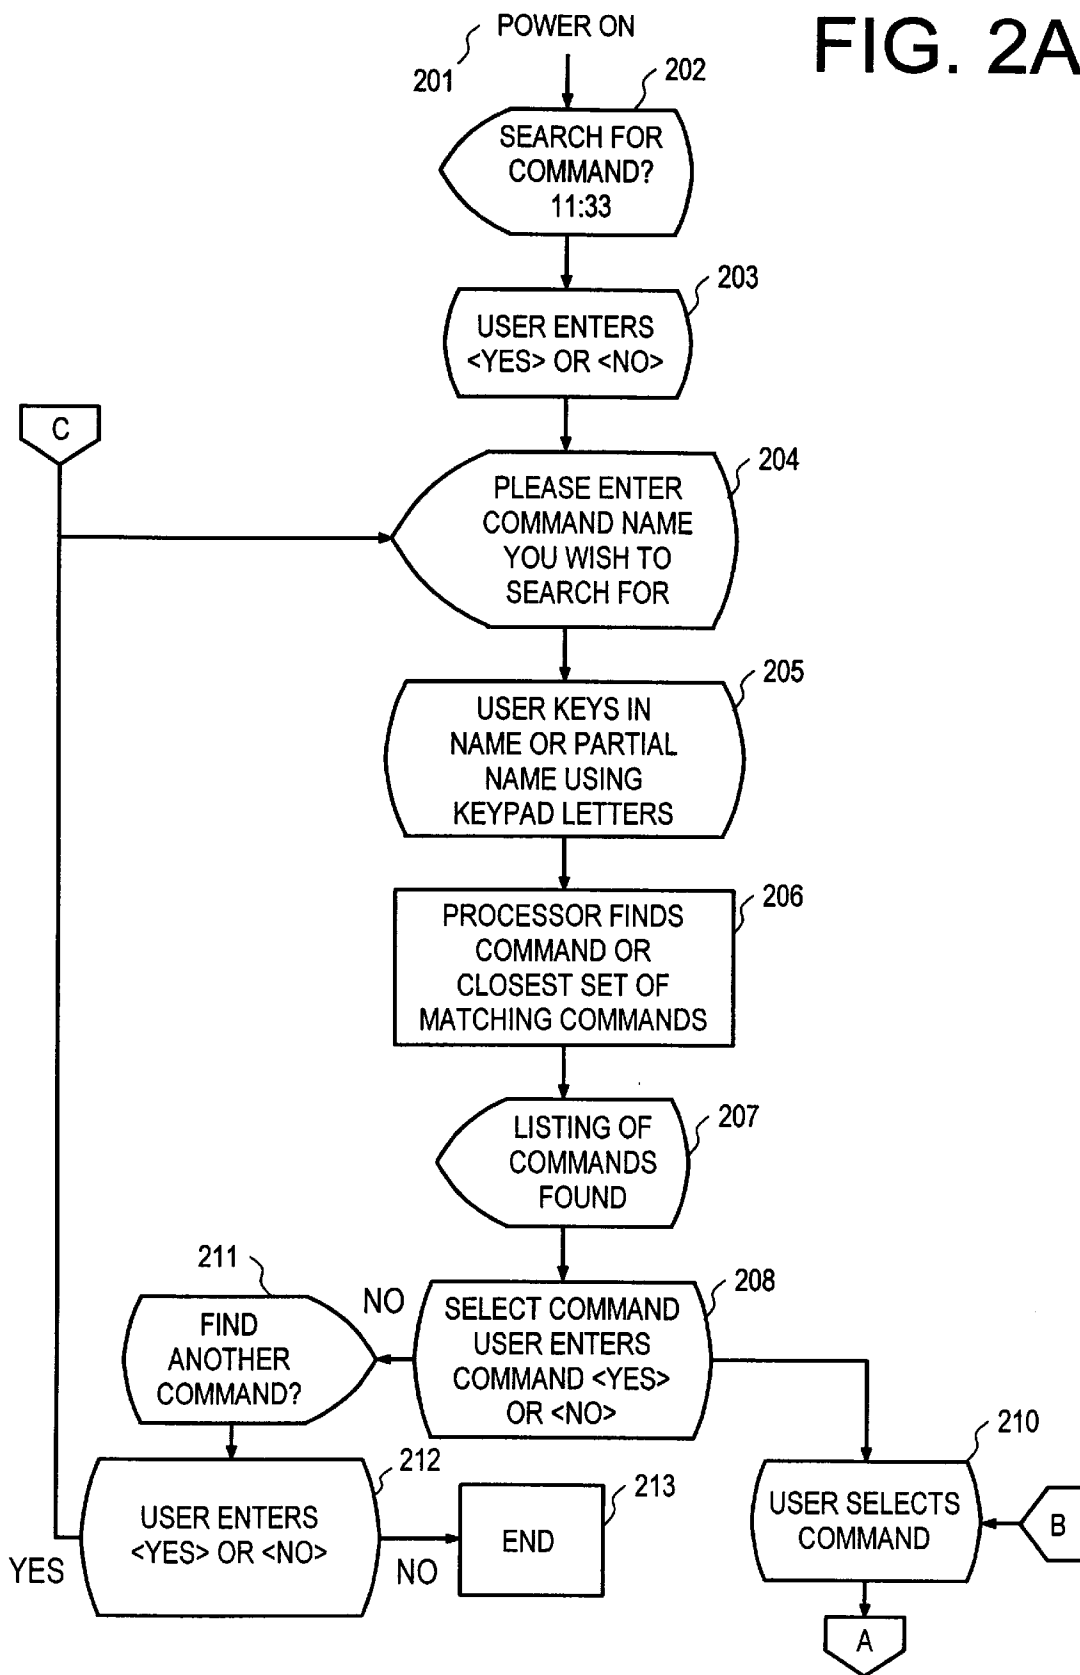 FIG. 2A
POWER ON
201
202
SEARCH FOR
COMMAND?
11:33
203
USER ENTERS
<YES> OR <NO>
C
204
PLEASE ENTER
COMMAND NAME
YOU WISH TO
SEARCH FOR
205
USER KEYS IN
NAME OR PARTIAL
NAME USING
KEYPAD LETTERS
206
PROCESSOR FINDS
COMMAND OR
CLOSEST SET OF
MATCHING COMMANDS
207
LISTING OF
COMMANDS
FOUND
208
SELECT COMMAND
USER ENTERS
COMMAND <YES>
OR <NO>
NO
211
FIND
ANOTHER
COMMAND?
212
USER ENTERS
<YES> OR <NO>
YES
NO
213
END
210
USER SELECTS
COMMAND
B
A